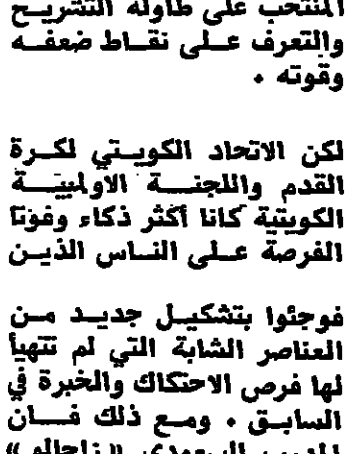 المنتخب على طاولة التشريح
والتعرف على نقاط ضعفه
وقوته .
لكن الاتحاد الكويتي لكرة
القدم واللجنة الاولمبية
الكويتية كانا أكثر ذكاء وفوتا
الفرصة على الناس الذين
فوجئوا بتشكيل جديد من
العناصر الشابة التي لم تتهيأ
لها فرص الاحتكاك والخبرة في
السابق . ومع ذلك فان
السعودي « زاجالو »